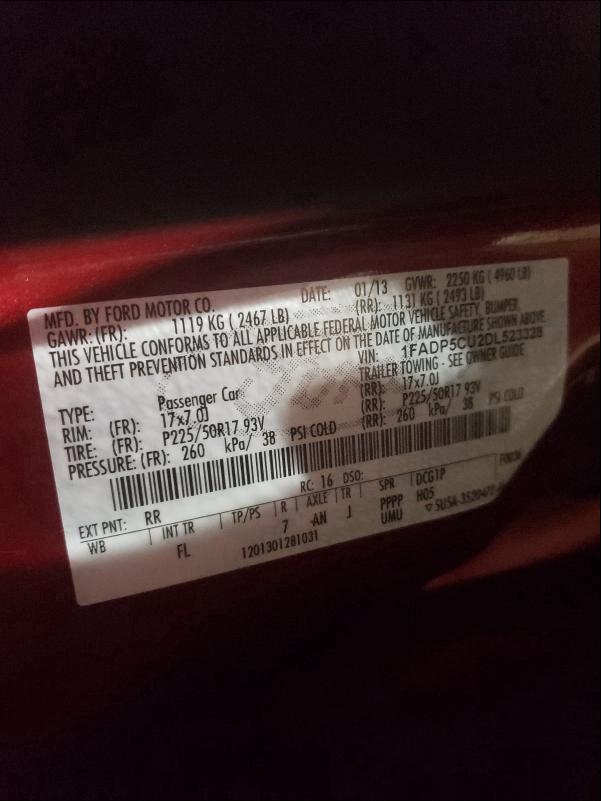 MFD. BY FORD MOTOR CO. DATE: 01/13 GVWR: 2250 KG ( 4960 LB)
GAWR: (FR): 1119 KG ( 2467 LB) (RR): 1131 KG ( 2493 LB)
THIS VEHICLE CONFORMS TO ALL APPLICABLE FEDERAL MOTOR VEHICLE SAFETY, BUMPER,
AND THEFT PREVENTION STANDARDS IN EFFECT ON THE DATE OF MANUFACTURE SHOWN ABOVE.
VIN: 1FADP5CU2DL523328
TYPE: Passenger Car TRAILER TOWING - SEE OWNER GUIDE
RIM: (FR): 17x7.0J (RR): 17x7.0J
TIRE: (FR): P225/50R17 93V (RR): P225/50R17 93V
PRESSURE: (FR): 260 kPa/ 38 PSI COLD (RR): 260 kPa/ 38 PSI COLD
EXT PNT: RR RC: 16 DSO:
WB INT TR TP/PS R AXLE TR SPR DCG1P
FL 7 AN J PPPP H05
1201301281031 UMU